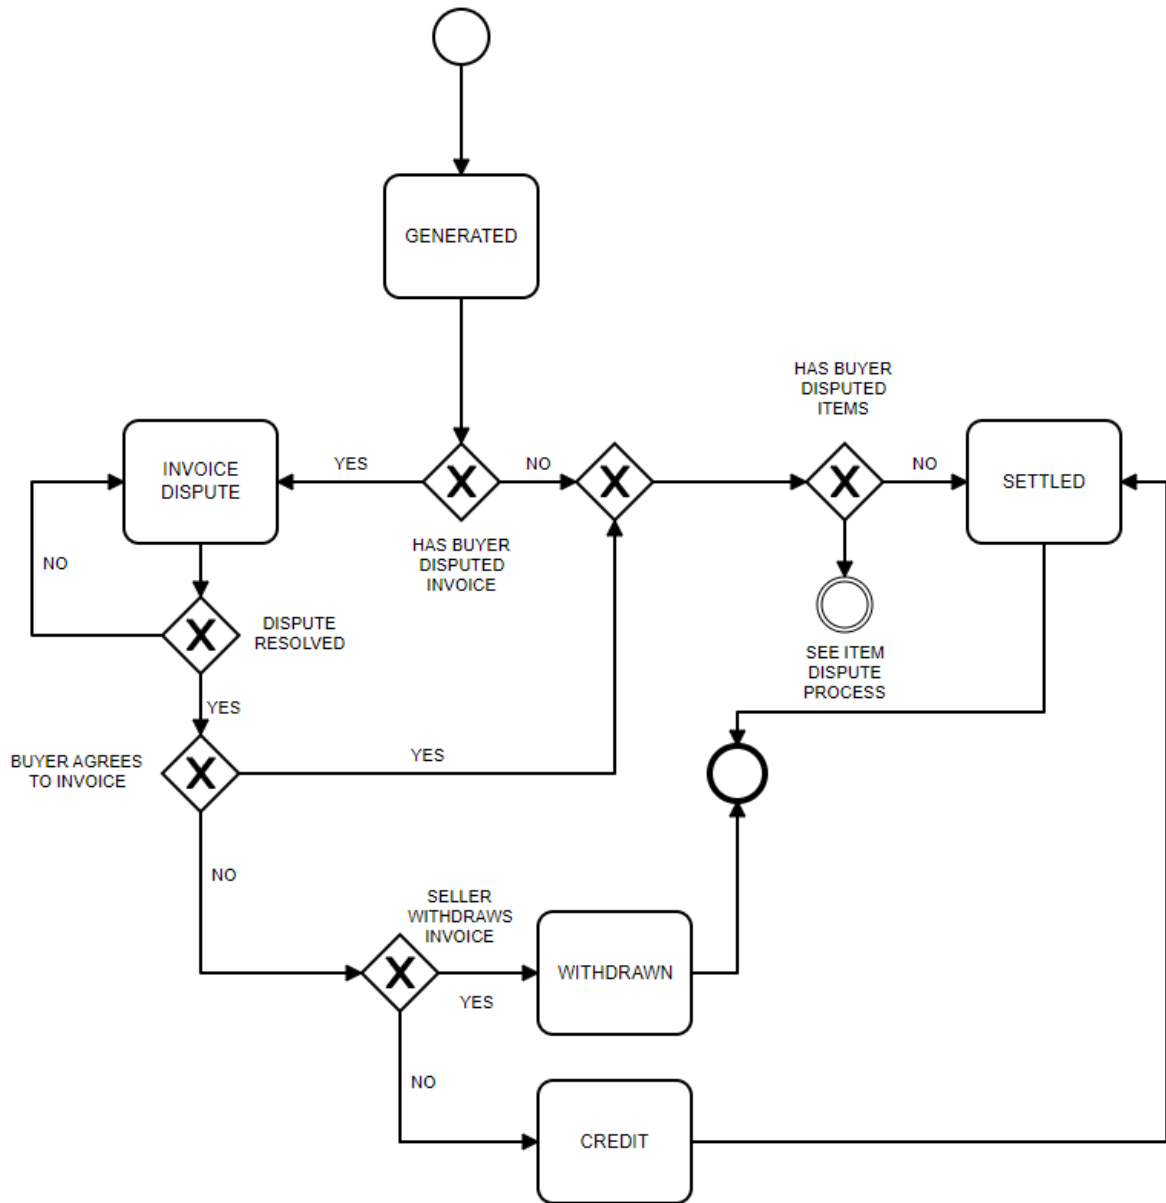 GENERATED
HAS BUYER
DISPUTED
ITEMS
INVOICE
DISPUTE
YES
NO
NO
SETTLED
HAS BUYER
DISPUTED
INVOICE
NO
DISPUTE
RESOLVED
SEE ITEM
DISPUTE
PROCESS
YES
BUYER AGREES
TO INVOICE
YES
NO
SELLER
WITHDRAWS
INVOICE
WITHDRAWN
YES
NO
CREDIT